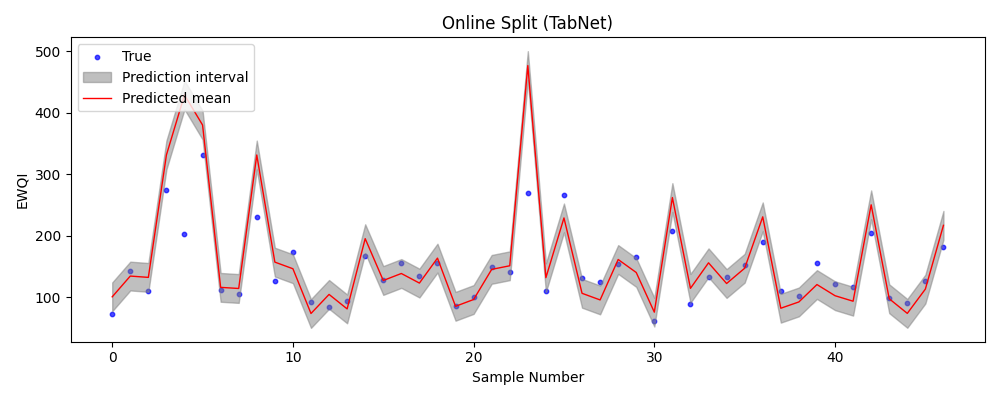 Online Split (TabNet)
True
Prediction interval
Predicted mean
500
400
300
200
100
EWQI
0 10 20 30 40
Sample Number